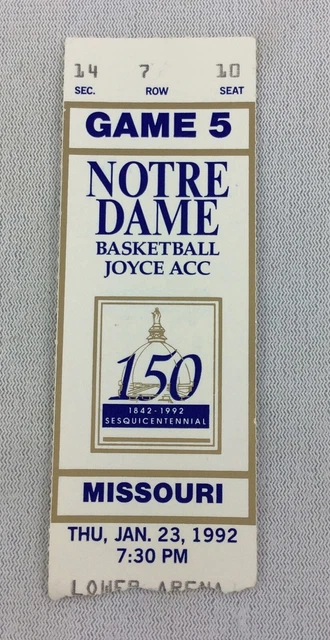 14 7 10
SEC. ROW SEAT
GAME 5
NOTRE
DAME
BASKETBALL
JOYCE ACC
150
1842-1992
SESQUICENTENNIAL
MISSOURI
THU, JAN. 23, 1992
7:30 PM
LOWER ARENA